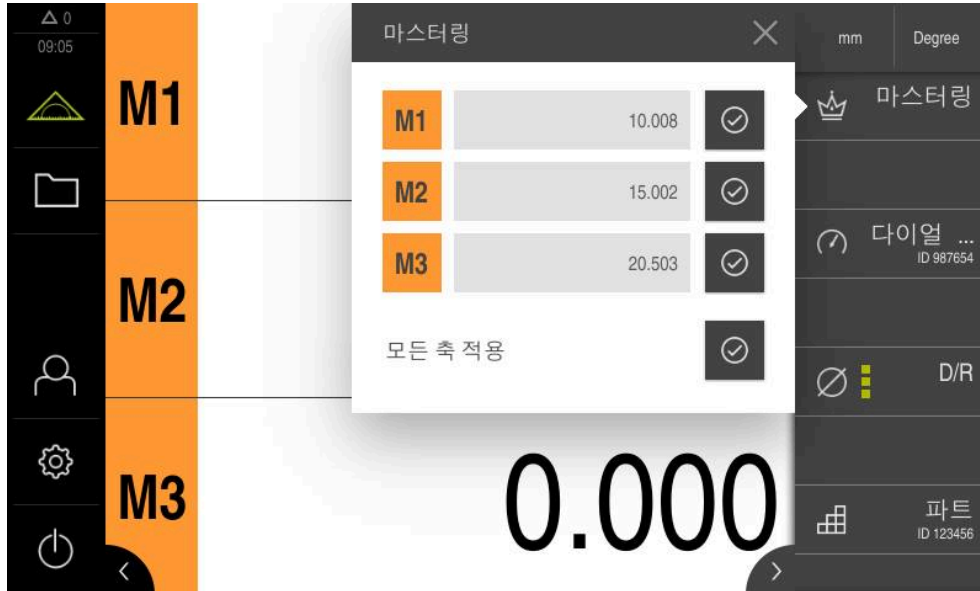 0
09:05
M1
M2
M3
마스터링
M1 10.008
M2 15.002
M3 20.503
모든 축 적용
0.000
mm Degree
마스터링
다이얼 ...
ID 987654
D/R
파트
ID 123456